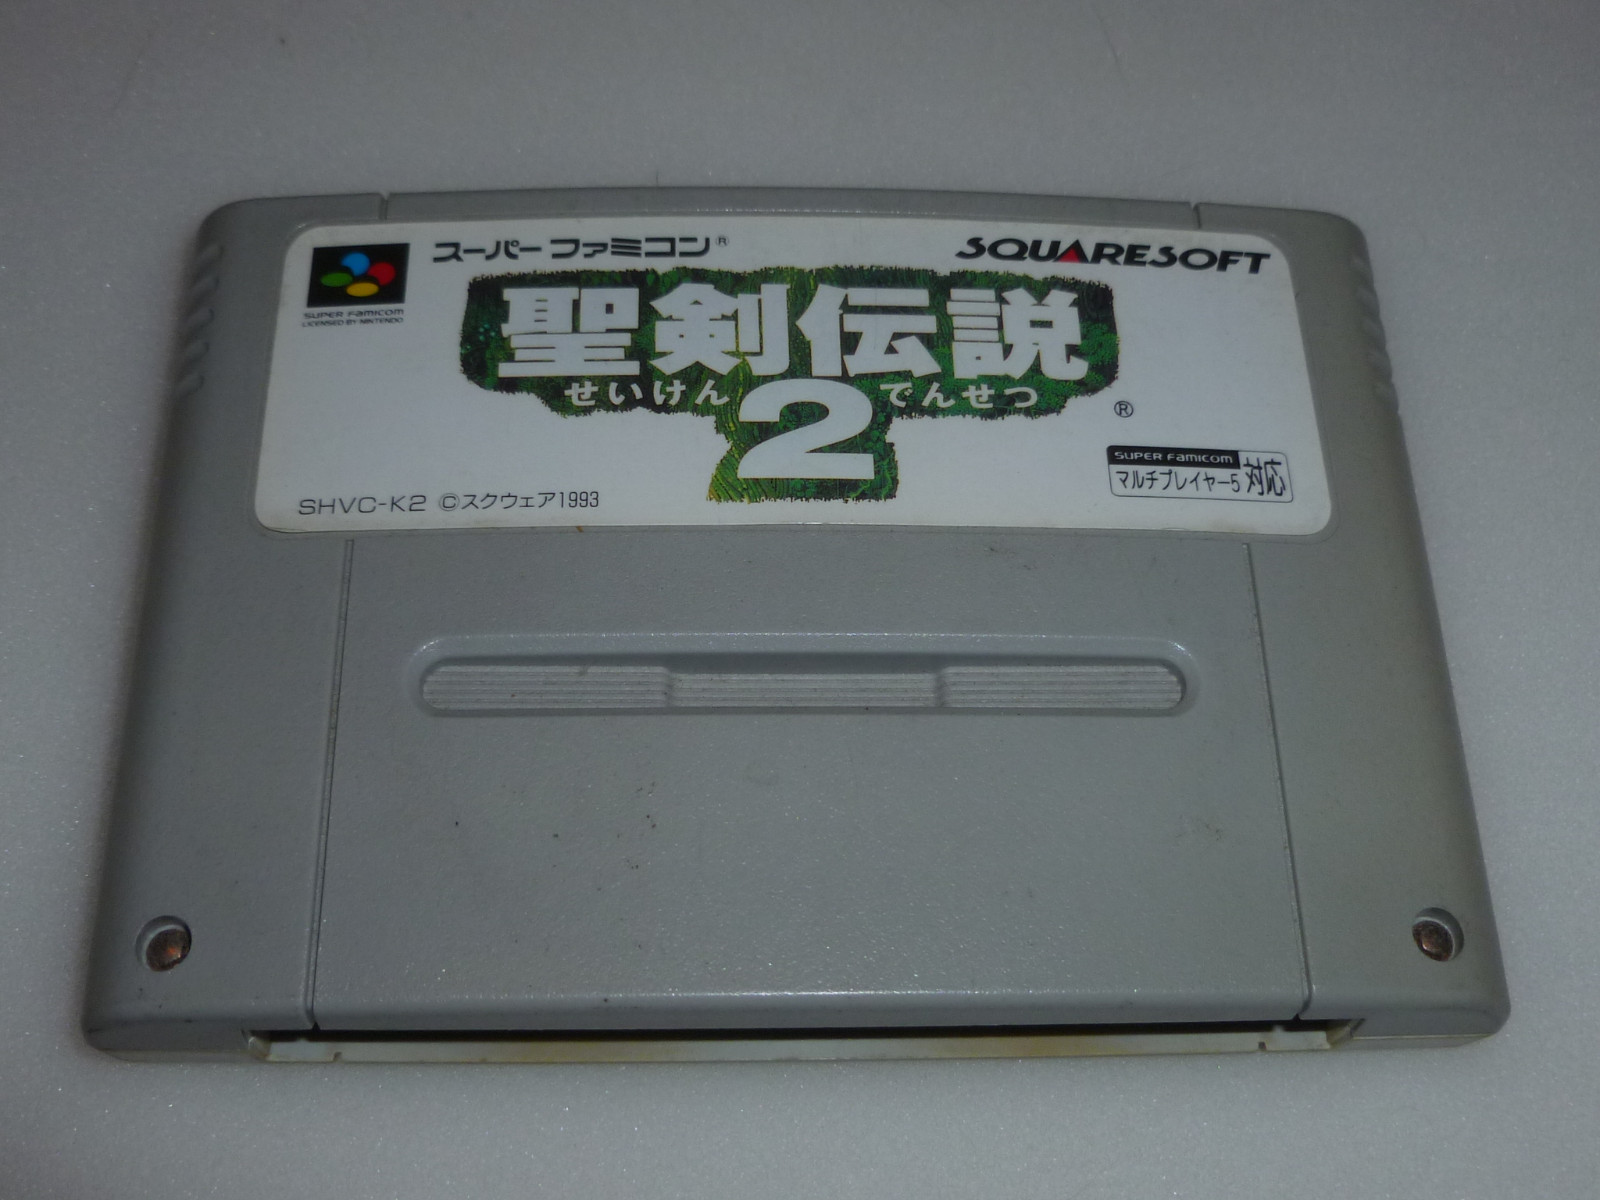 スーパーファミコン®
SQUARESOFT
SUPER FAMICOM
LICENSED BY NINTENDO
聖剣伝説
せいけん でんせつ
2
®
SUPER FAMICOM
マルチプレイヤー5 対応
SHVC-K2 ©スクウェア1993